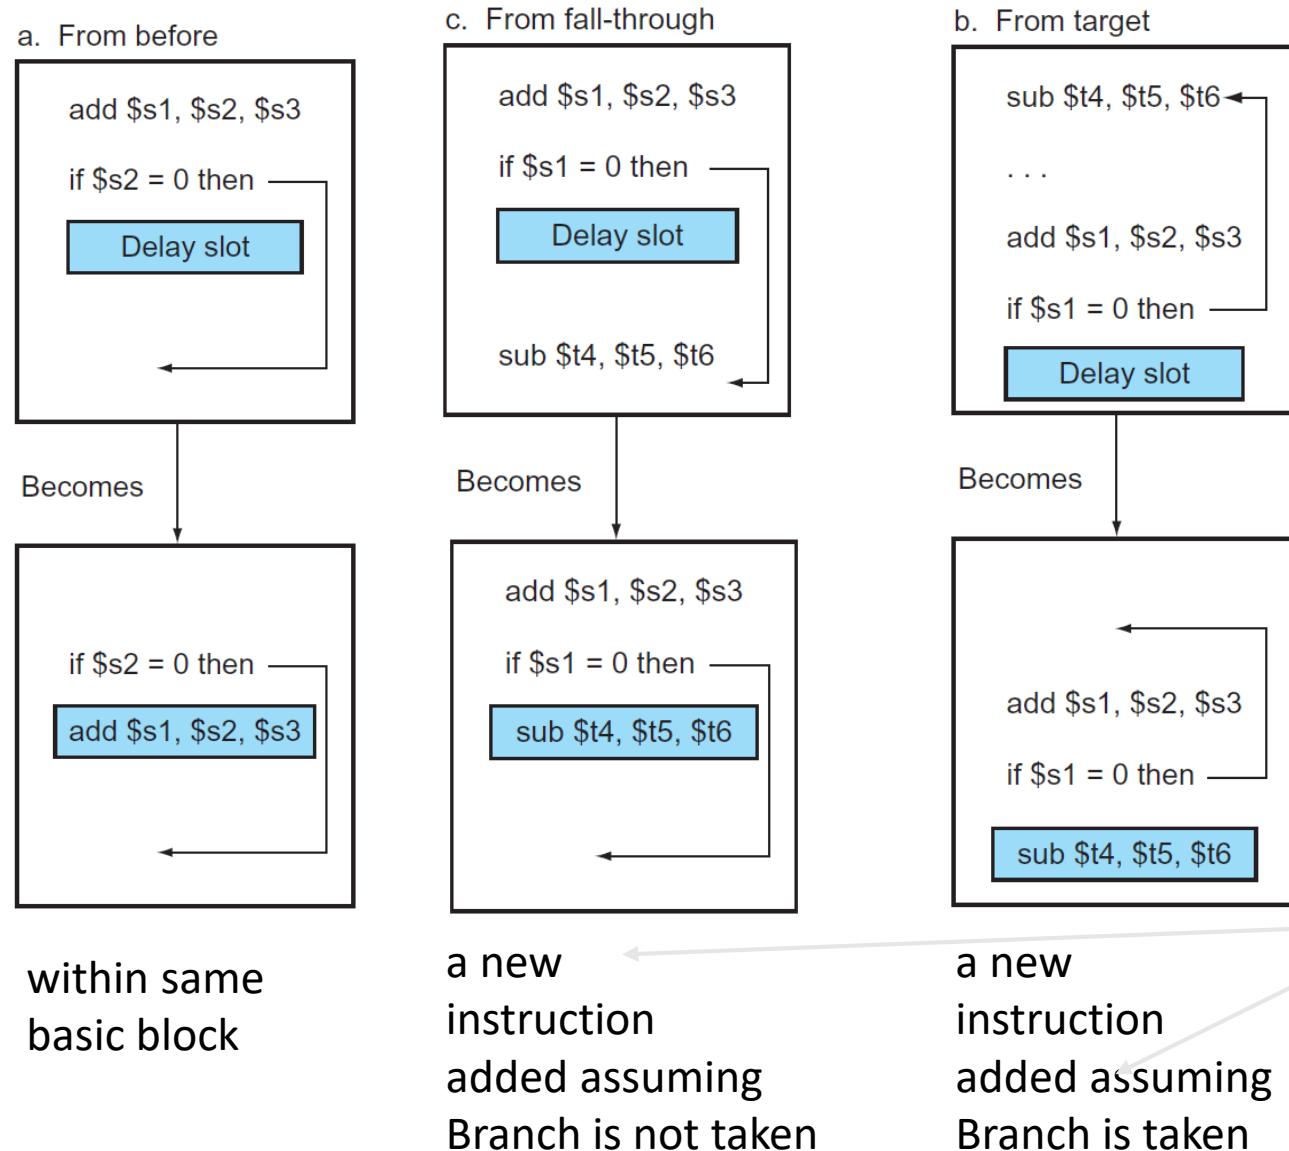 a. From before
add $s1, $s2, $s3
if $s2 = 0 then
Delay slot
Becomes
if $s2 = 0 then
add $s1, $s2, $s3
within same
basic block
c. From fall-through
add $s1, $s2, $s3
if $s1 = 0 then
Delay slot
sub $t4, $t5, $t6
Becomes
add $s1, $s2, $s3
if $s1 = 0 then
sub $t4, $t5, $t6
a new
instruction
added assuming
Branch is not taken
b. From target
sub $t4, $t5, $t6
. . .
add $s1, $s2, $s3
if $s1 = 0 then
Delay slot
Becomes
add $s1, $s2, $s3
if $s1 = 0 then
sub $t4, $t5, $t6
a new
instruction
added assuming
Branch is taken